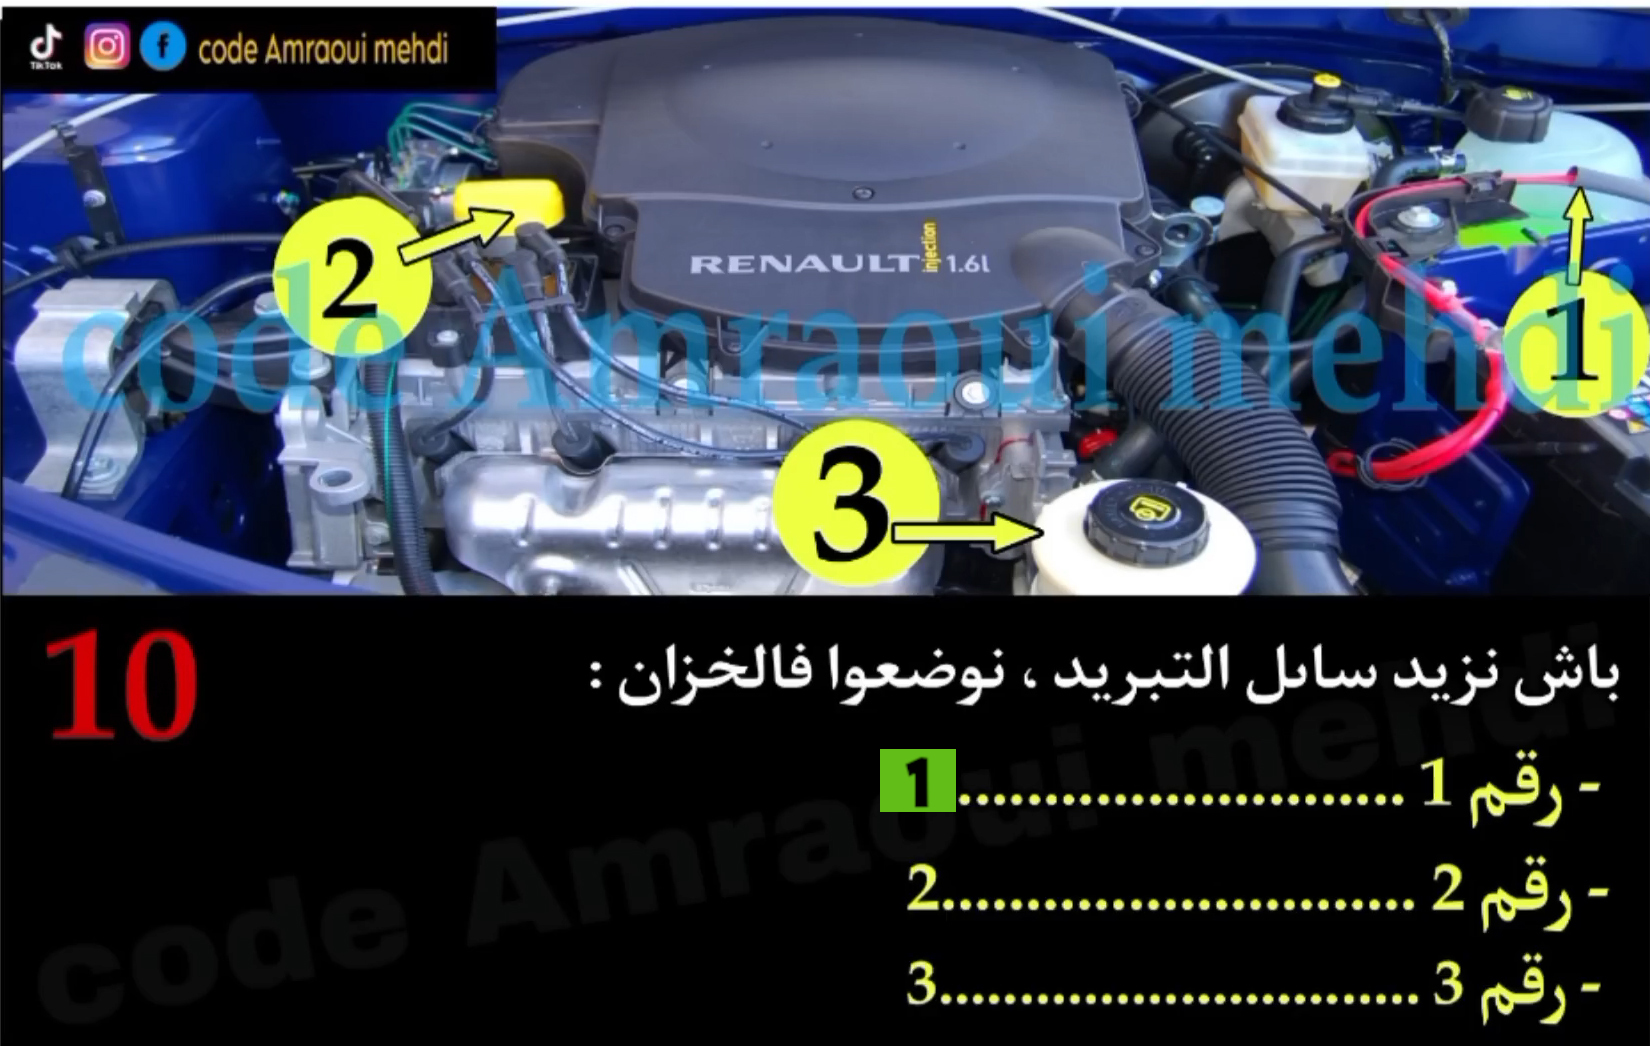 TikTok
code Amraoui mehdi
RENAULT injection 1.6l
2
1
3
code Amraoui mehdi
10
باش نزيد سائل التبريد ، نوضعوا فالخزان :
- رقم 1 ...........................1
- رقم 2 ............................2
- رقم 3 .............................3
code Amraoui mehdi